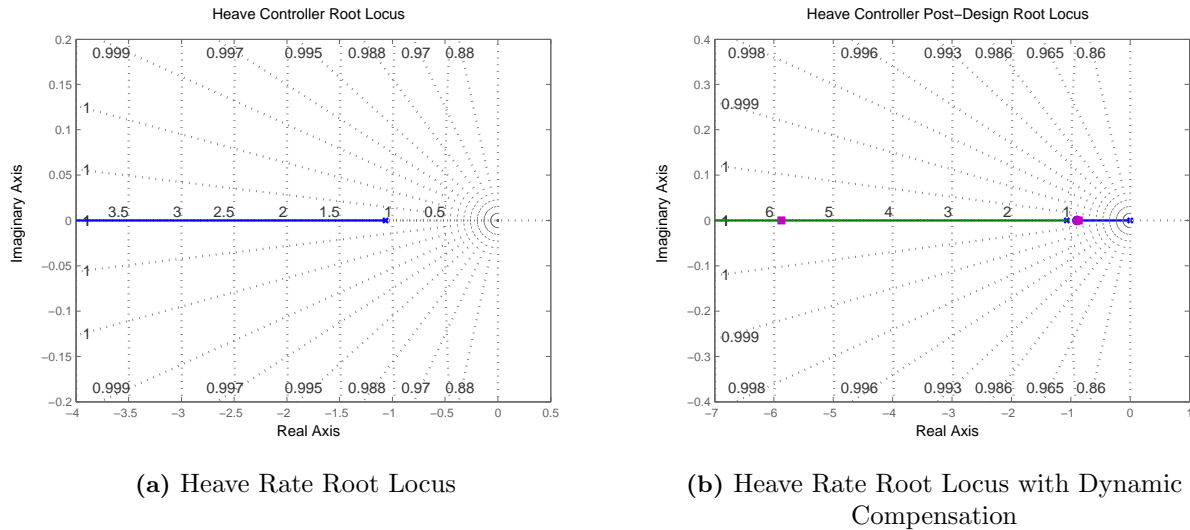 Heave Controller Root Locus
0.2
0.15
0.1
0.05
0
−0.05
−0.1
−0.15
−0.2
Imaginary Axis
0.999 0.997 0.995 0.988 0.97 0.88
1
1
1 3.5 3 2.5 2 1.5 1 0.5
1
1
0.999 0.997 0.995 0.988 0.97 0.88
−4 −3.5 −3 −2.5 −2 −1.5 −1 −0.5 0 0.5
Real Axis
(a) Heave Rate Root Locus
Heave Controller Post−Design Root Locus
0.4
0.3
0.2
0.1
0
−0.1
−0.2
−0.3
−0.4
Imaginary Axis
0.998 0.996 0.993 0.986 0.965 0.86
0.999
1
1 6 5 4 3 2 1
1
0.999
0.998 0.996 0.993 0.986 0.965 0.86
−7 −6 −5 −4 −3 −2 −1 0 1
Real Axis
(b) Heave Rate Root Locus with Dynamic
Compensation